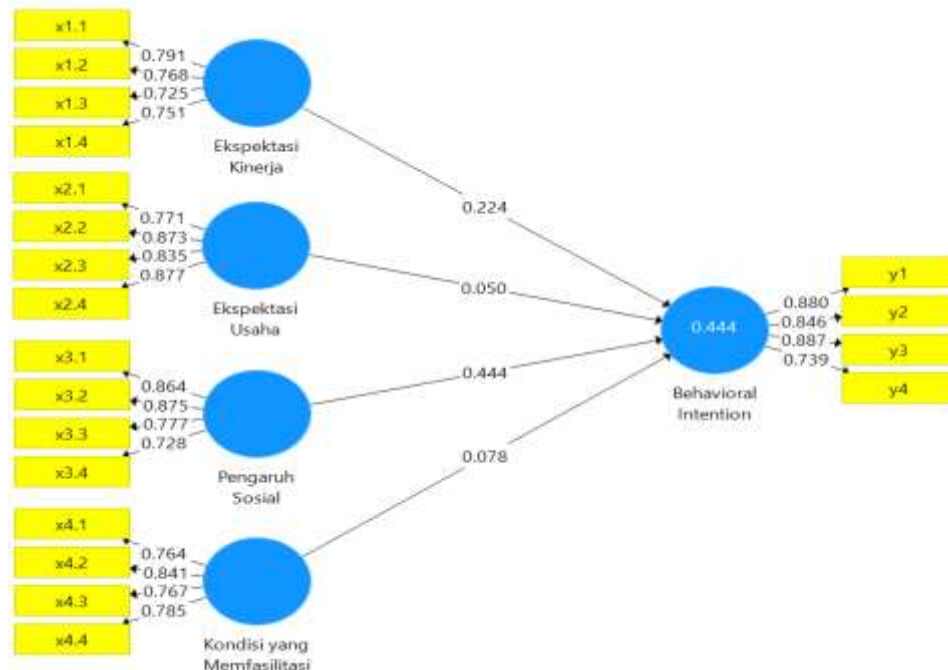 x1.1
x1.2
x1.3
x1.4
0.791
0.768
0.725
0.751
Ekspektasi
Kinerja
x2.1
x2.2
x2.3
x2.4
0.771
0.873
0.835
0.877
Ekspektasi
Usaha
x3.1
x3.2
x3.3
x3.4
0.864
0.875
0.777
0.728
Pengaruh
Sosial
x4.1
x4.2
x4.3
x4.4
0.764
0.841
0.767
0.785
Kondisi yang
Memfasilitasi
0.224
0.050
0.444
0.078
0.444
Behavioral
Intention
0.880
0.846
0.887
0.739
y1
y2
y3
y4